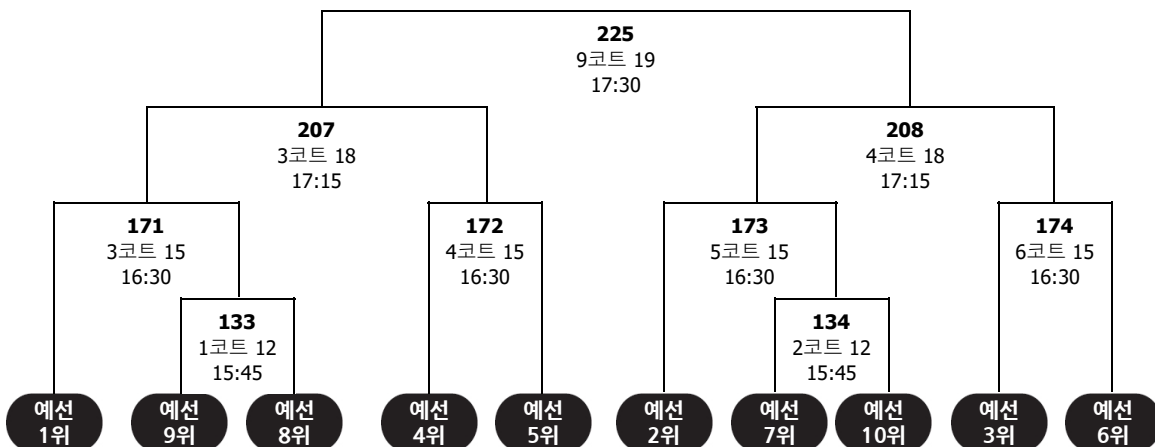 225
9코트 19
17:30
207
3코트 18
17:15
208
4코트 18
17:15
171
3코트 15
16:30
172
4코트 15
16:30
173
5코트 15
16:30
174
6코트 15
16:30
133
1코트 12
15:45
134
2코트 12
15:45
예선
1위
예선
9위
예선
8위
예선
4위
예선
5위
예선
2위
예선
7위
예선
10위
예선
3위
예선
6위